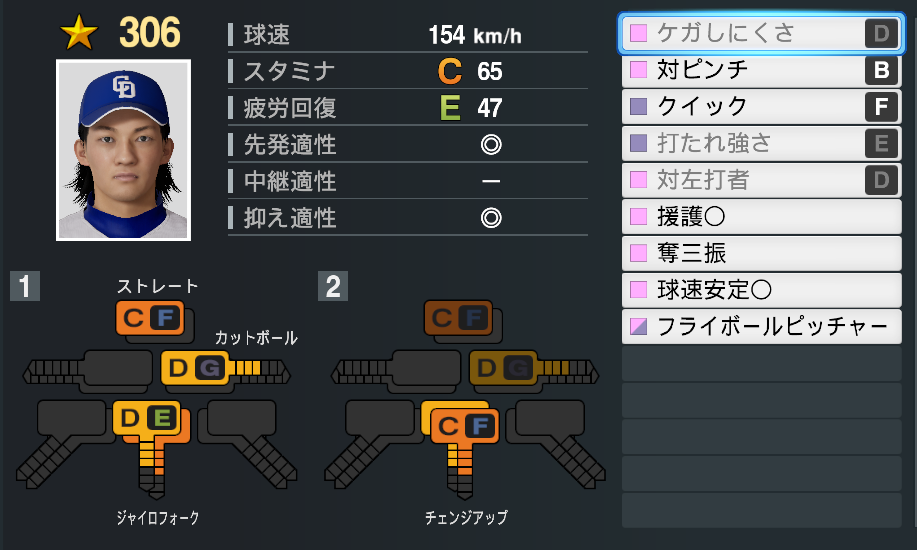 306
球速 154 km/h
スタミナ C 65
疲労回復 E 47
先発適性 ◎
中継適性 ー
抑え適性 ◎
CD
ケガしにくさ D
対ピンチ B
クイック F
打たれ強さ E
対左打者 D
援護○
奪三振
球速安定○
フライボールピッチャー
1
ストレート
C F
カットボール
D G
D E
ジャイロフォーク
2
C F
D G
C F
チェンジアップ